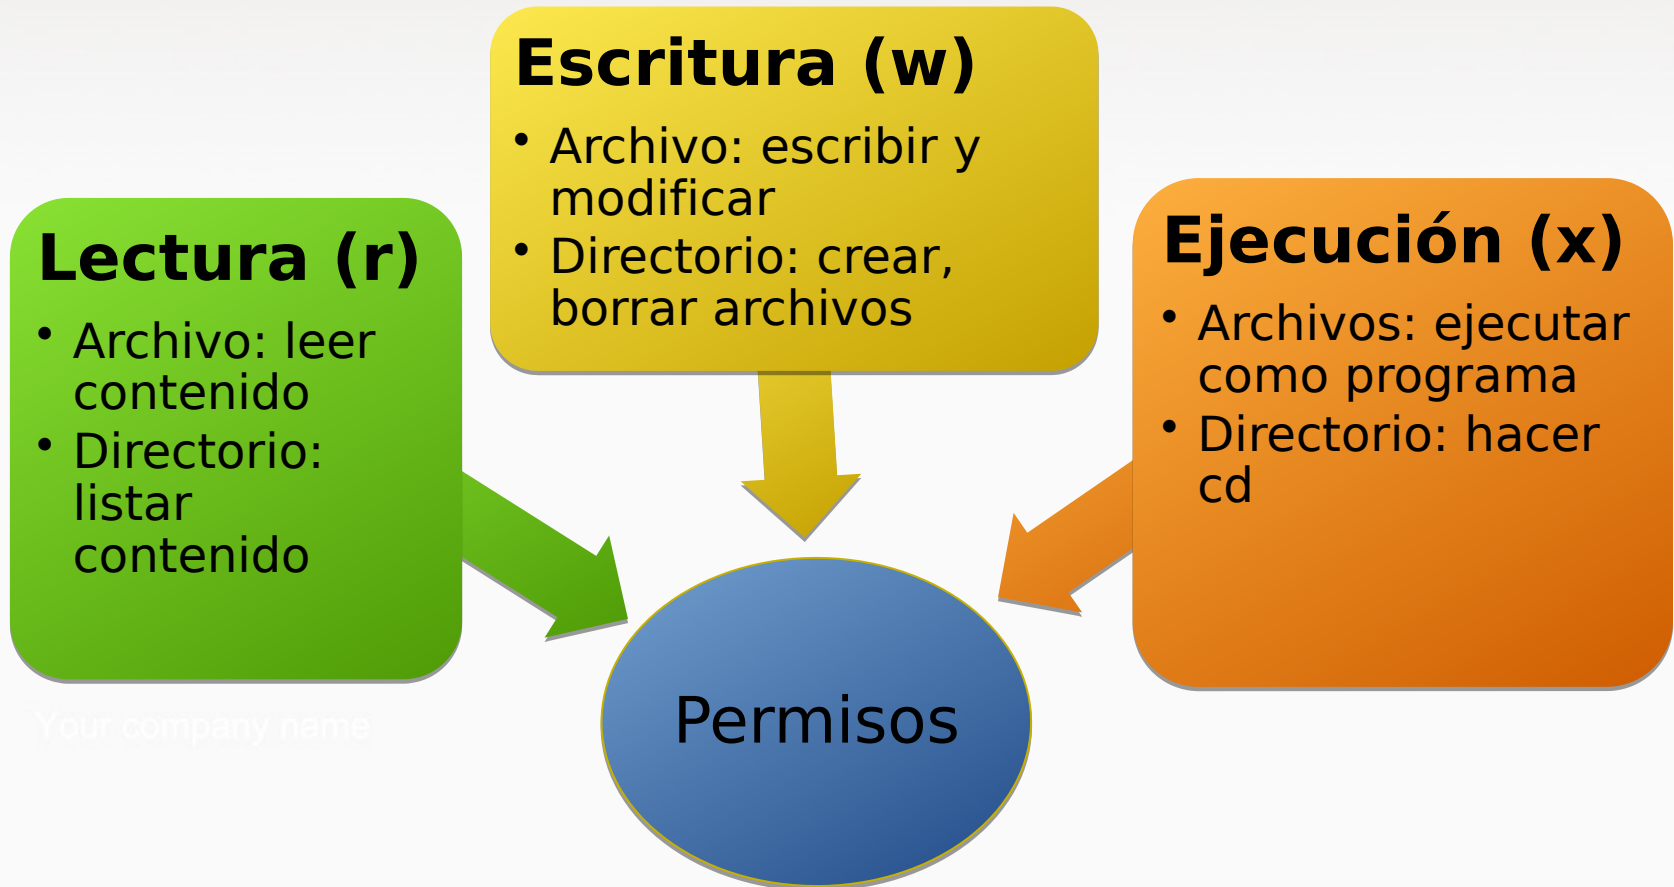 Escritura (w)
• Archivo: escribir y
modificar
• Directorio: crear,
borrar archivos
Lectura (r)
• Archivo: leer
contenido
• Directorio:
listar
contenido
Ejecución (x)
• Archivos: ejecutar
como programa
• Directorio: hacer
cd
Permisos
Your company name